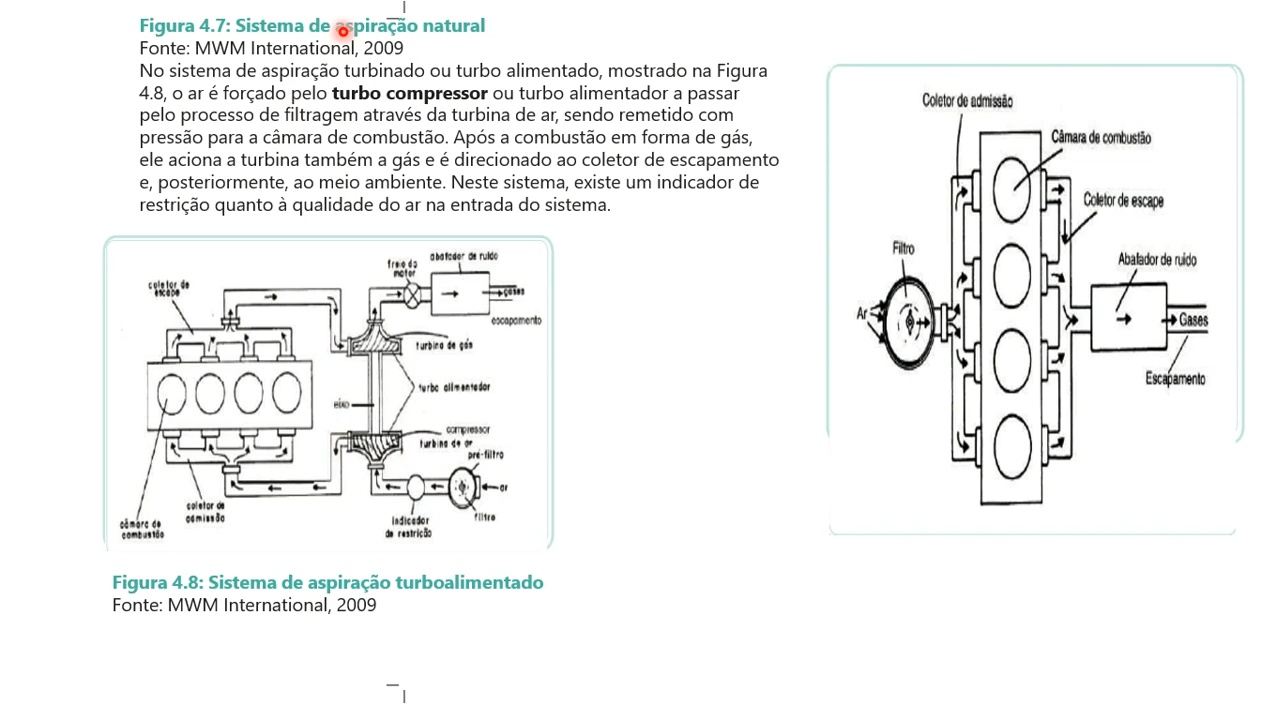 Figura 4.7: Sistema de aspiração natural
Fonte: MWM International, 2009
No sistema de aspiração turbinado ou turbo alimentado, mostrado na Figura
4.8, o ar é forçado pelo turbo compressor ou turbo alimentador a passar
pelo processo de filtragem através da turbina de ar, sendo remetido com
pressão para a câmara de combustão. Após a combustão em forma de gás,
ele aciona a turbina também a gás e é direcionado ao coletor de escapamento
e, posteriormente, ao meio ambiente. Neste sistema, existe um indicador de
restrição quanto à qualidade do ar na entrada do sistema.
coletor de
escape
freio do
motor
abafador de ruído
gases
escapamento
turbina de gás
turbo alimentador
eixo
compressor
turbina de ar
pré-filtro
ar
filtro
indicador
de restrição
coletor de
admissão
câmara de
combustão
Figura 4.8: Sistema de aspiração turboalimentado
Fonte: MWM International, 2009
Coletor de admissão
Câmara de combustão
Coletor de escape
Filtro
Abafador de ruído
Ar
Gases
Escapamento